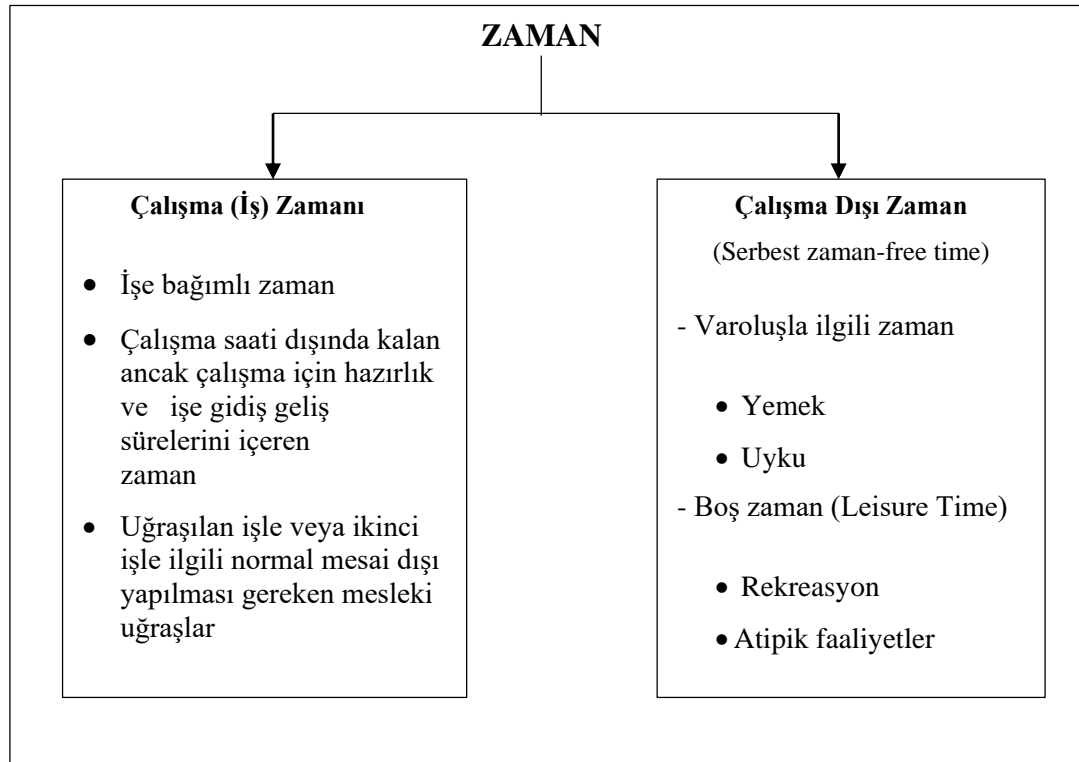 ZAMAN
Çalışma (İş) Zamanı
• İşe bağımlı zaman
• Çalışma saati dışında kalan
ancak çalışma için hazırlık
ve işe gidiş geliş
sürelerini içeren
zaman
• Uğraşılan işle veya ikinci
işle ilgili normal mesai dışı
yapılması gereken mesleki
uğraşlar
Çalışma Dışı Zaman
(Serbest zaman-free time)
- Varoluşla ilgili zaman
• Yemek
• Uyku
- Boş zaman (Leisure Time)
• Rekreasyon
• Atipik faaliyetler